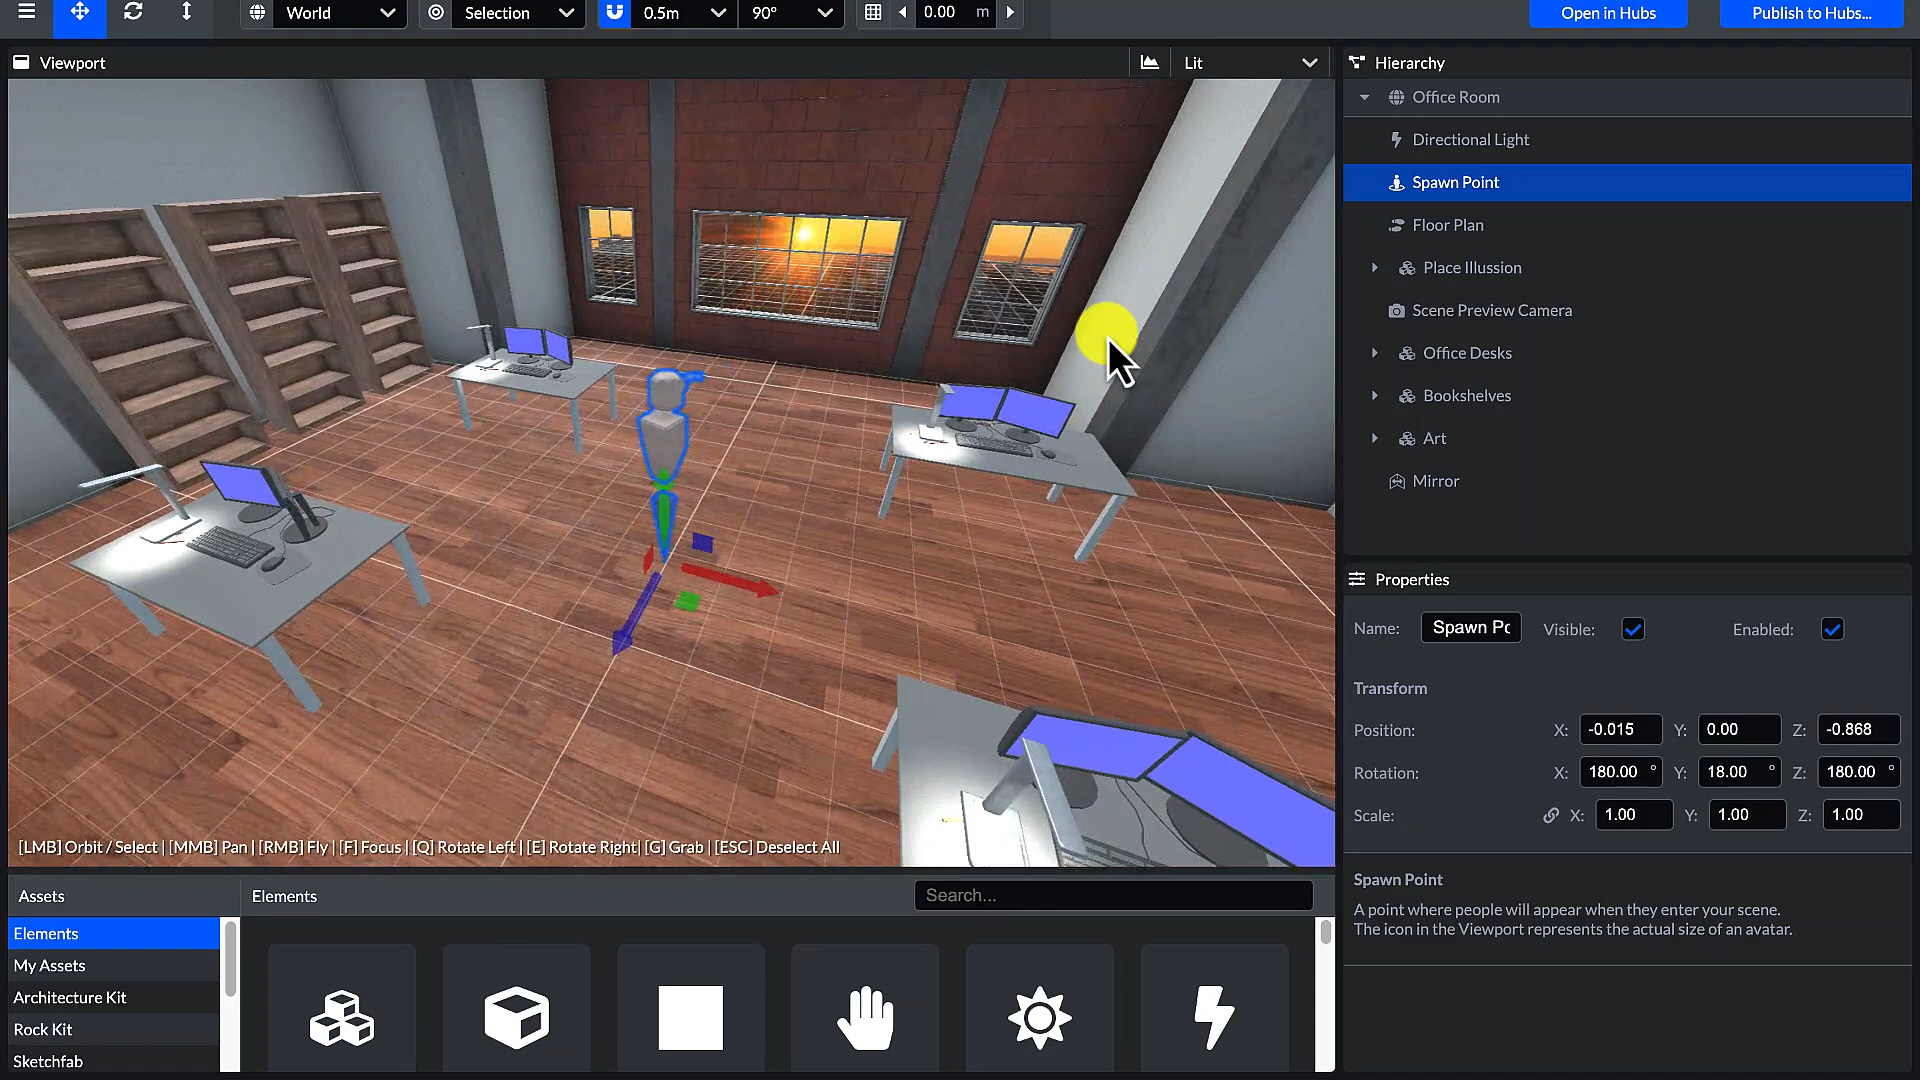 World
Selection
0.5m
90°
0.00 m
Open in Hubs
Publish to Hubs...
Viewport
Lit
Hierarchy
Office Room
Directional Light
Spawn Point
Floor Plan
Place Illussion
Scene Preview Camera
Office Desks
Bookshelves
Art
Mirror
[LMB] Orbit / Select | [MMB] Pan | [RMB] Fly | [F] Focus | [Q] Rotate Left | [E] Rotate Right| [G] Grab | [ESC] Deselect All
Properties
Name: Spawn Po Visible: Enabled:
Transform
Position: X: -0.015 Y: 0.00 Z: -0.868
Rotation: X: 180.00 ° Y: 18.00 ° Z: 180.00 °
Scale: X: 1.00 Y: 1.00 Z: 1.00
Spawn Point
A point where people will appear when they enter your scene.
The icon in the Viewport represents the actual size of an avatar.
Assets
Elements
My Assets
Architecture Kit
Rock Kit
Sketchfab
Elements
Search...